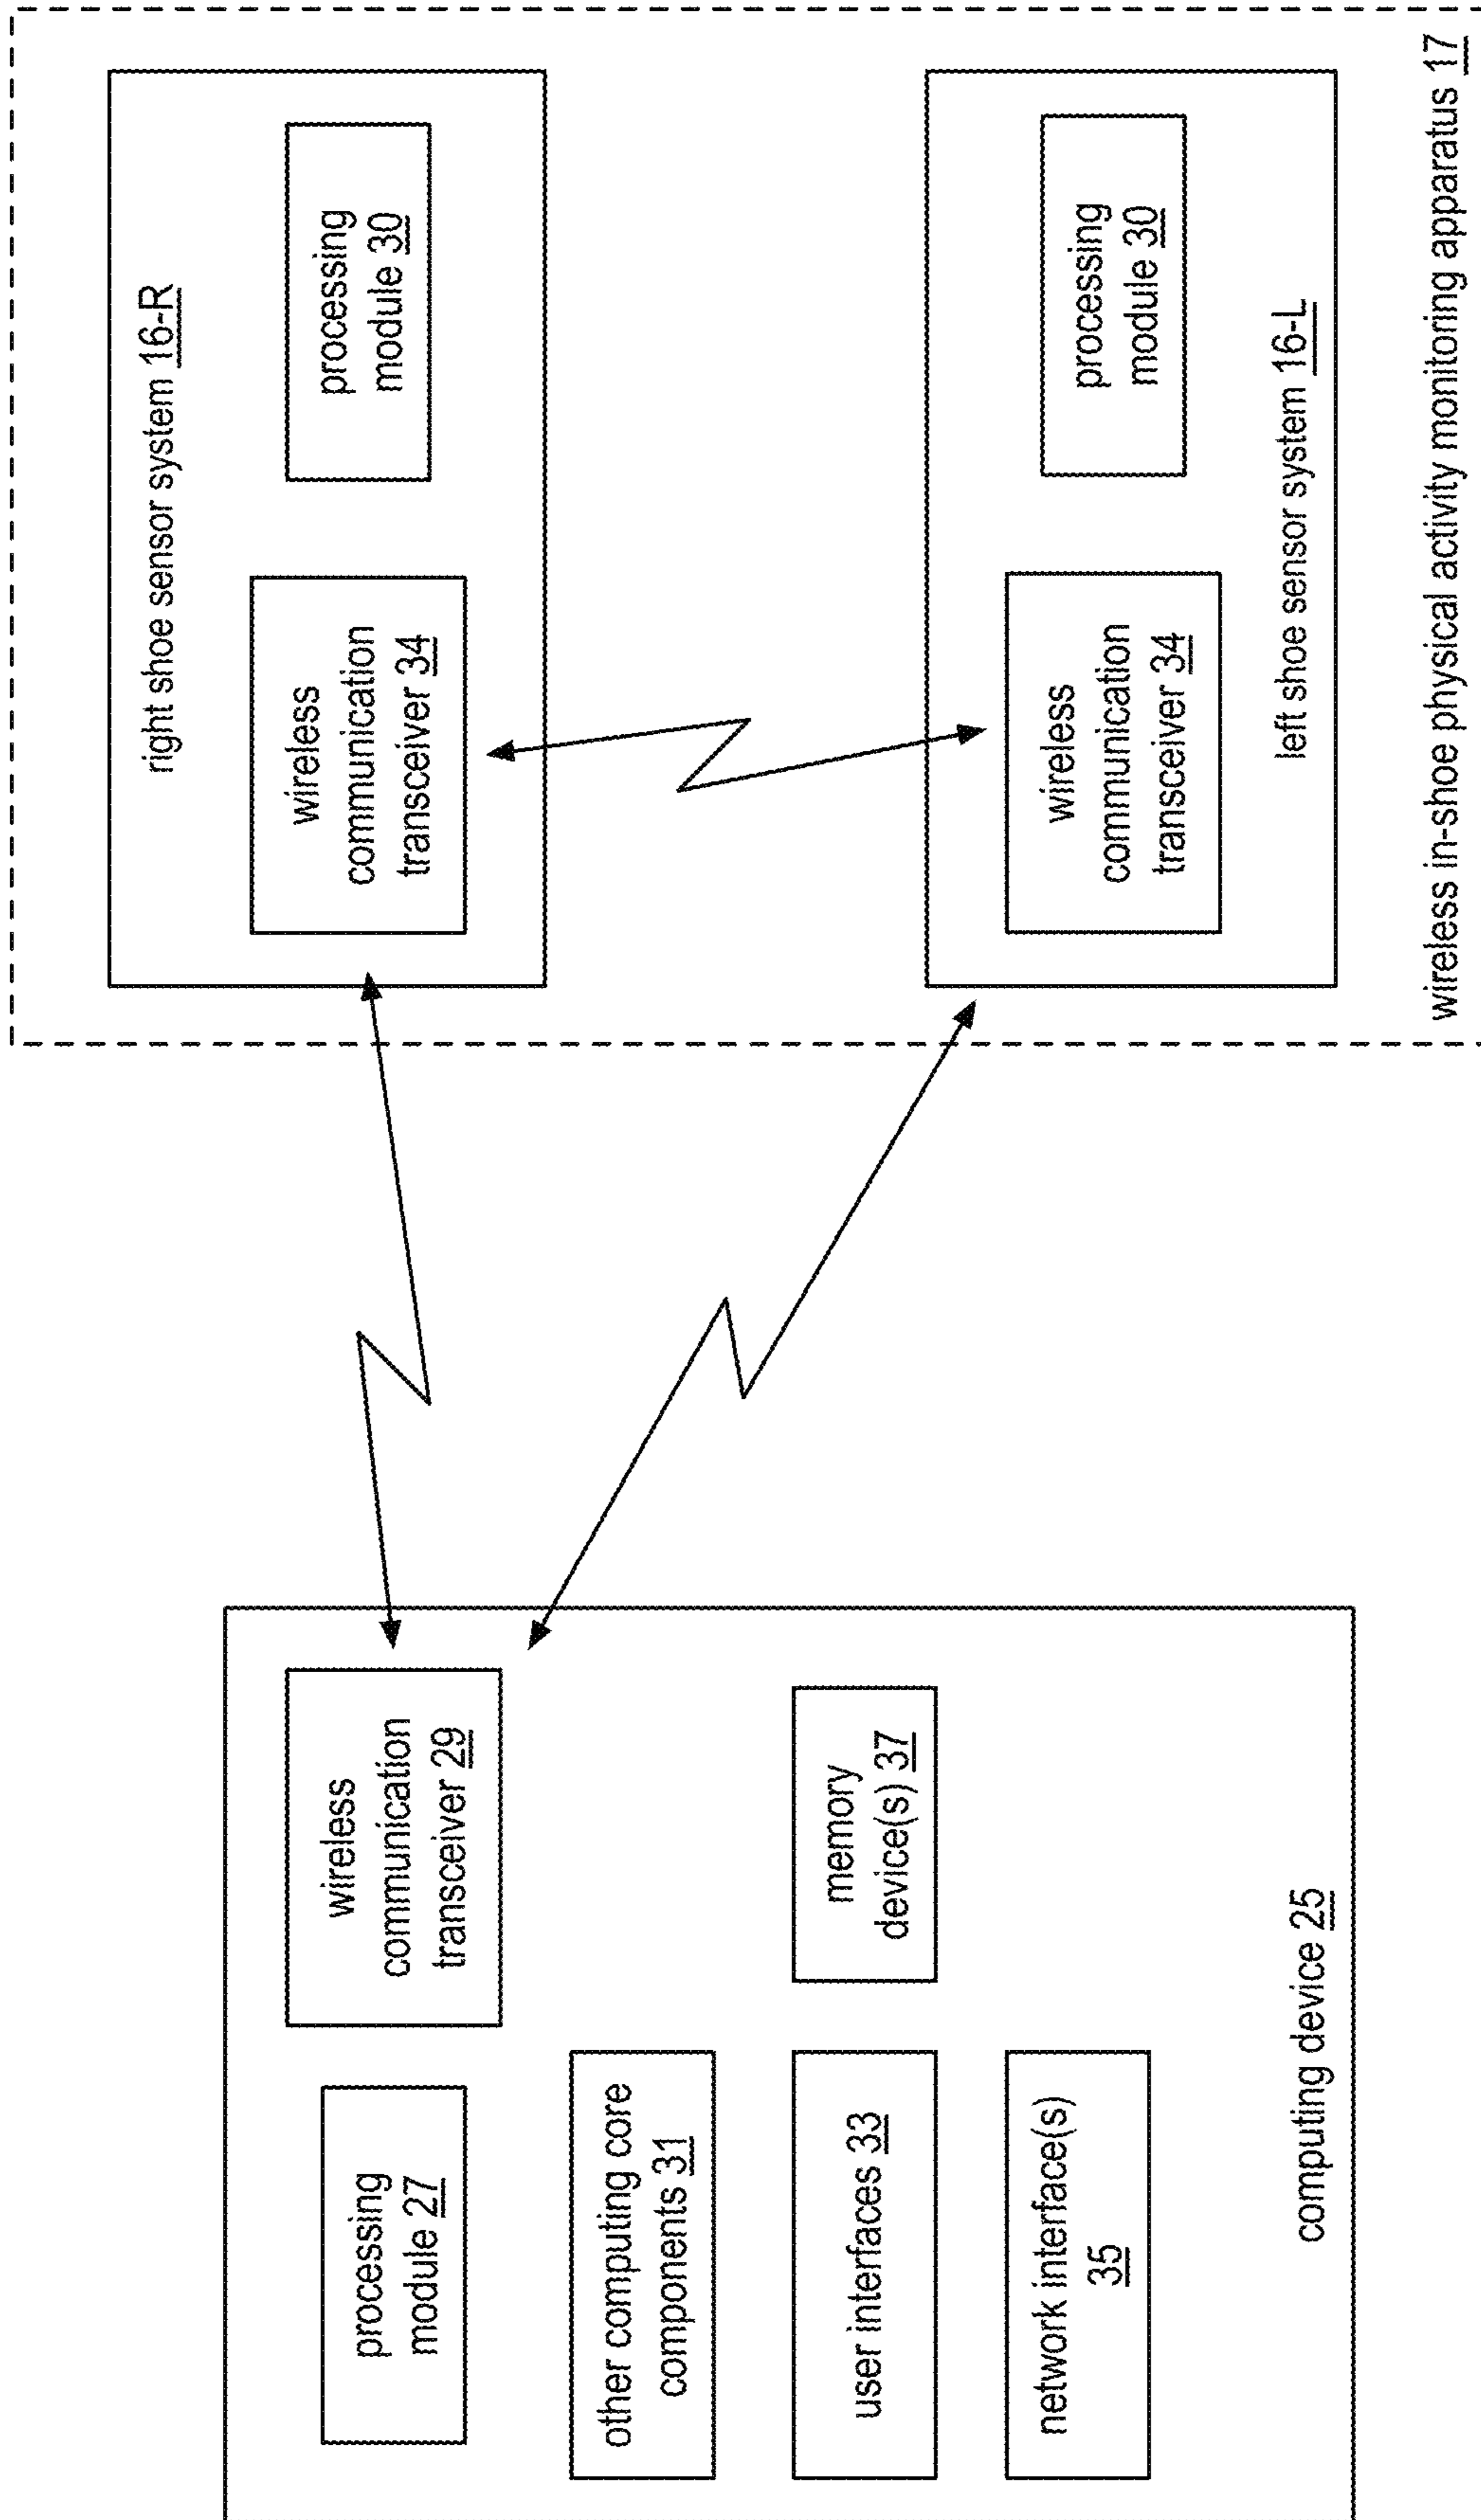 processing
module 27
wireless
communication
transceiver 29
other computing core
components 31
user interfaces 33
memory
device(s) 37
network interface(s)
35
computing device 25
right shoe sensor system 16-R
wireless
communication
transceiver 34
processing
module 30
wireless
communication
transceiver 34
processing
module 30
left shoe sensor system 16-L
wireless in-shoe physical activity monitoring apparatus 17